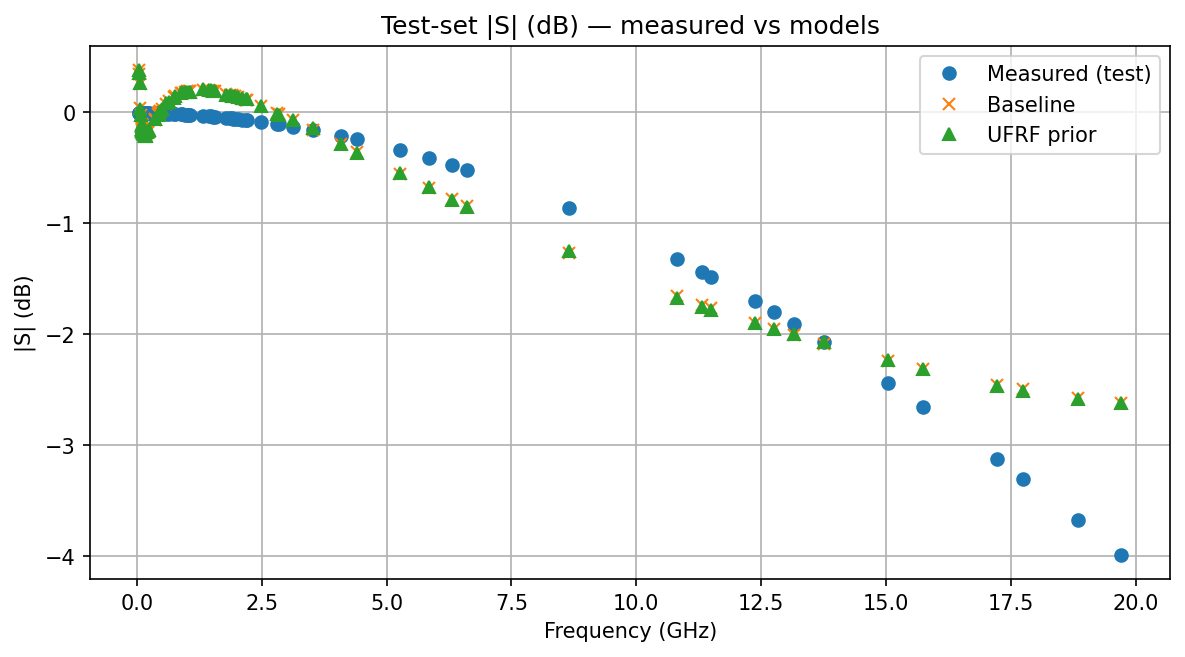 Test-set |S| (dB) — measured vs models
Measured (test)
Baseline
UFRF prior
|S| (dB)
0
−1
−2
−3
−4
0.0 2.5 5.0 7.5 10.0 12.5 15.0 17.5 20.0
Frequency (GHz)